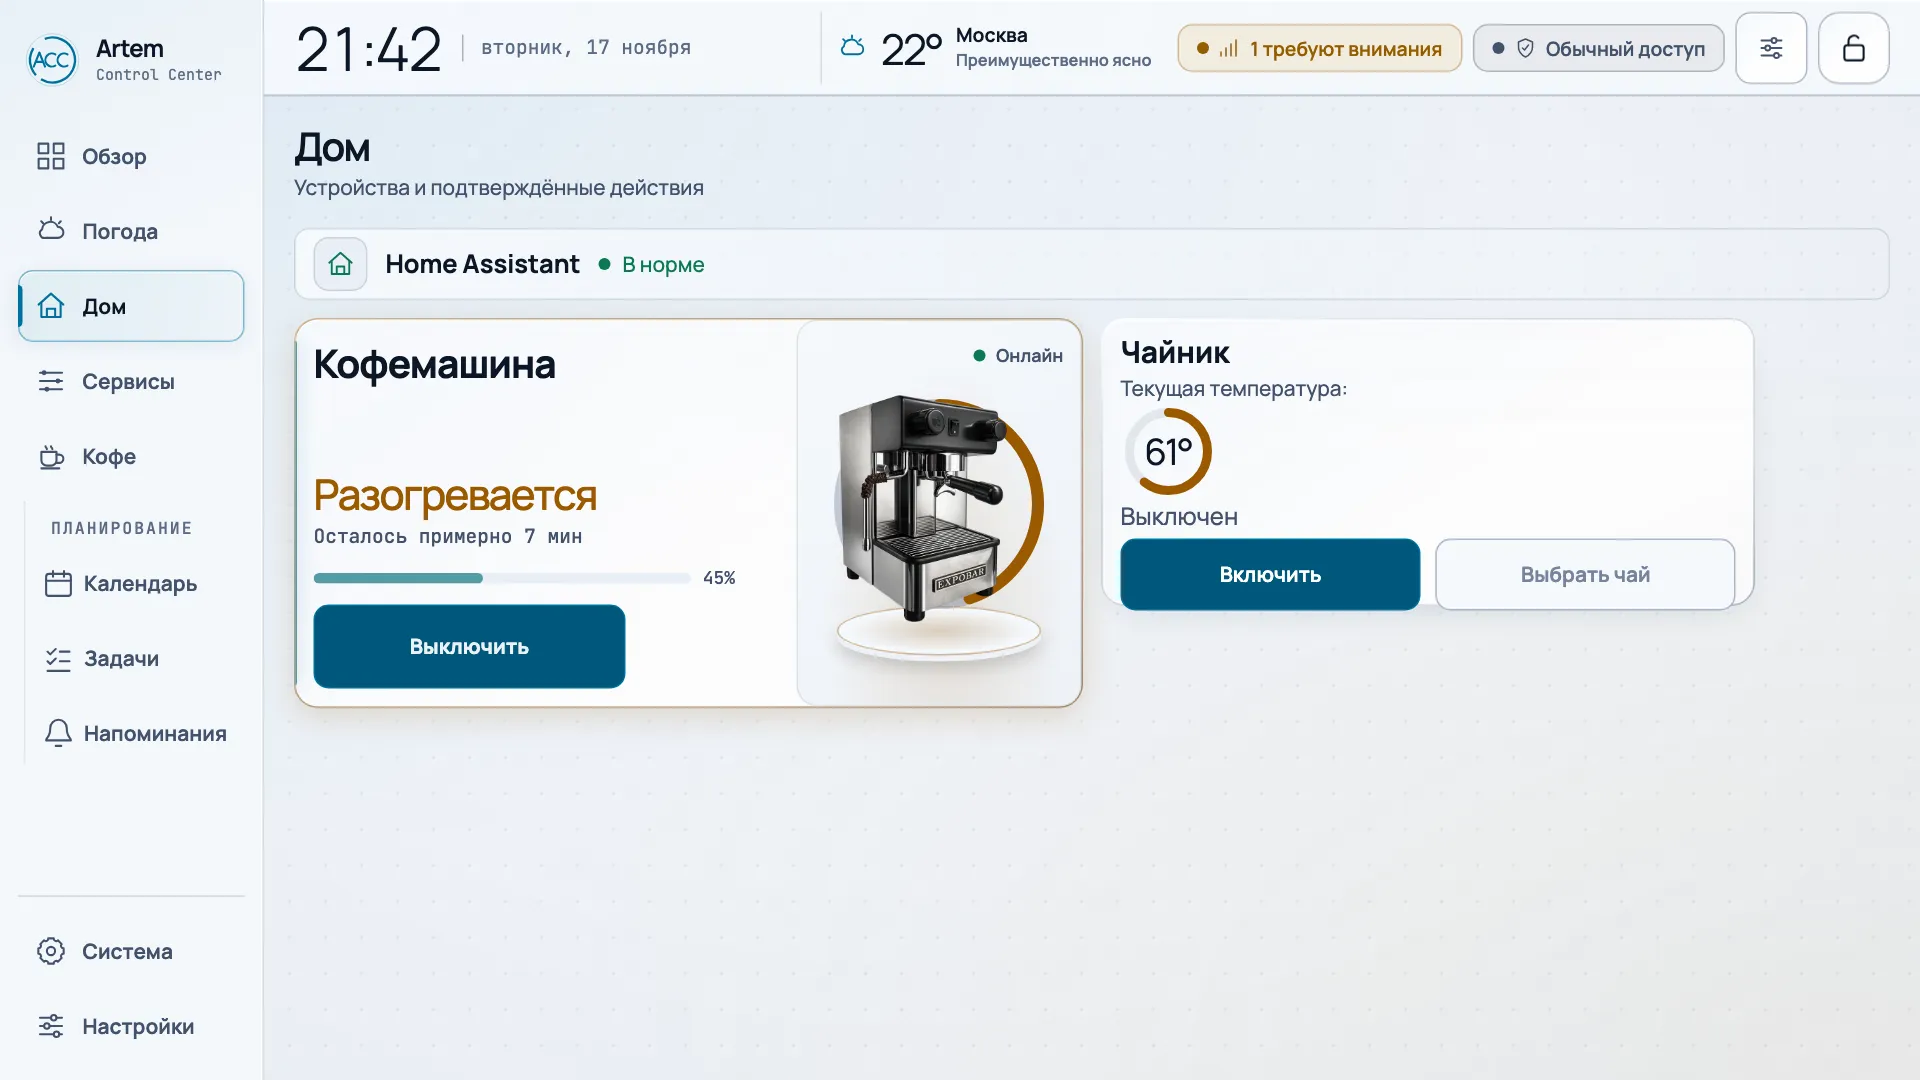 ACC
Artem
Control Center
Обзор
Погода
Дом
Сервисы
Кофе
ПЛАНИРОВАНИЕ
Календарь
Задачи
Напоминания
Система
Настройки
21:42
вторник, 17 ноября
22°
Москва
Преимущественно ясно
1 требуют внимания
Обычный доступ
Дом
Устройства и подтверждённые действия
Home Assistant
В норме
Кофемашина
Онлайн
Разогревается
Осталось примерно 7 мин
45%
Выключить
EXPOBAR
Чайник
Текущая температура:
61°
Выключен
Включить
Выбрать чай